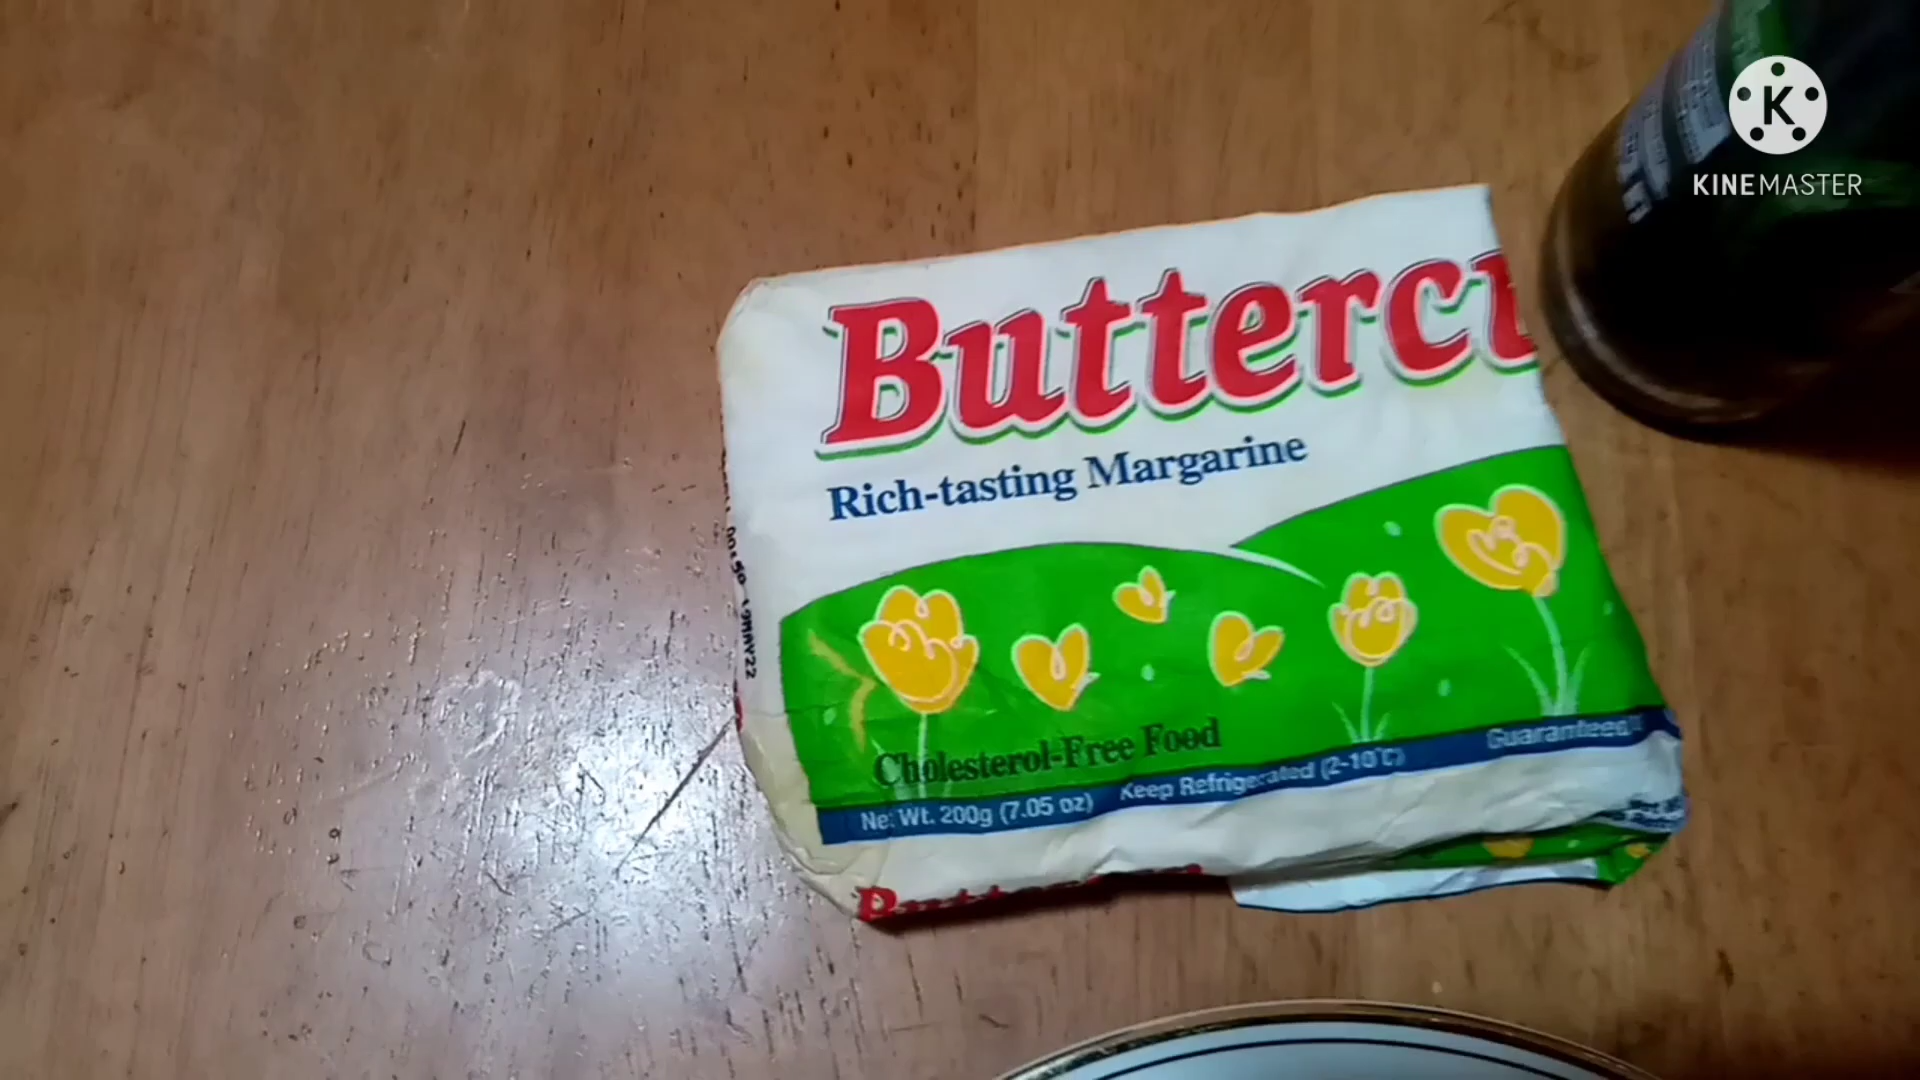 K
KINEMASTER
Butterc
Rich-tasting Margarine
Cholesterol-Free Food
Net Wt. 200g (7.05 oz) Keep Refrigerated (2-10°C) Guaranteed